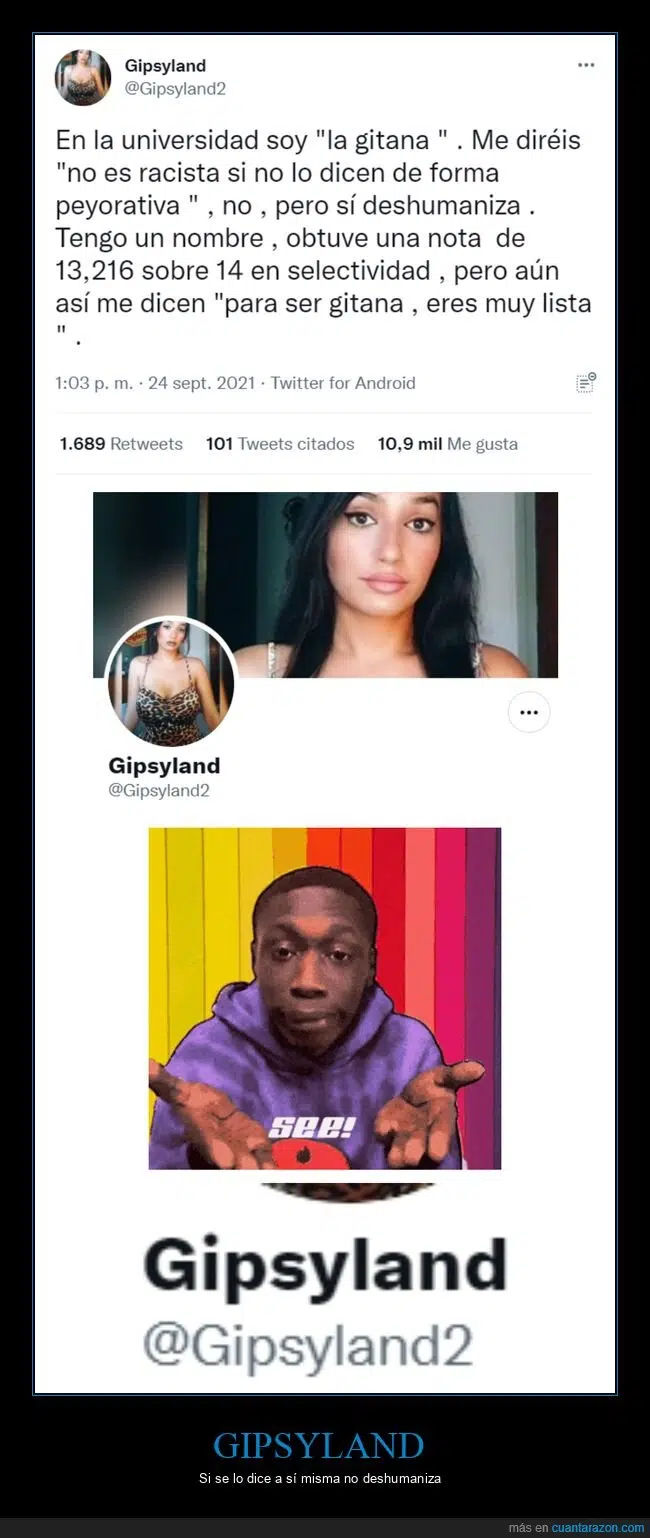 Gipsyland
@Gipsyland2
En la universidad soy "la gitana " . Me diréis
"no es racista si no lo dicen de forma
peyorativa " , no , pero sí deshumaniza .
Tengo un nombre , obtuve una nota de
13,216 sobre 14 en selectividad , pero aún
así me dicen "para ser gitana , eres muy lista
" .
1:03 p. m. · 24 sept. 2021 · Twitter for Android
1.689 Retweets 101 Tweets citados 10,9 mil Me gusta
Gipsyland
@Gipsyland2
see!
Gipsyland
@Gipsyland2
GIPSYLAND
Si se lo dice a sí misma no deshumaniza
más en cuantarazon.com